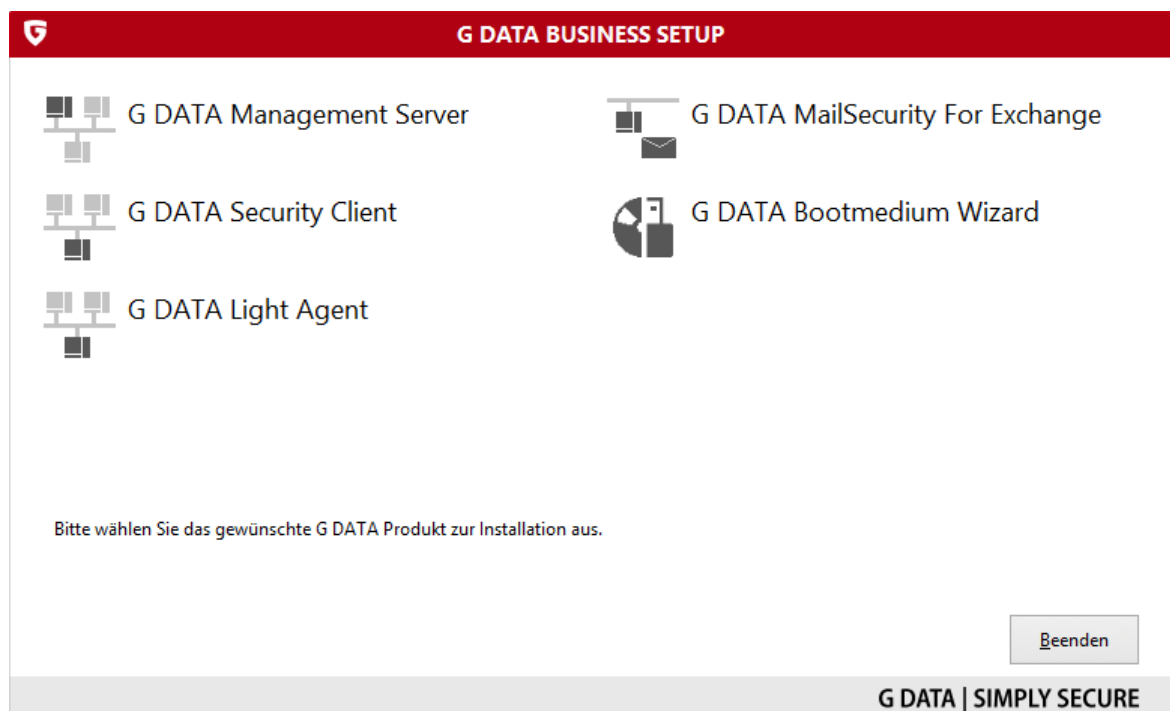 G DATA BUSINESS SETUP
G DATA Management Server
G DATA MailSecurity For Exchange
G DATA Security Client
G DATA Bootmedium Wizard
G DATA Light Agent
Bitte wählen Sie das gewünschte G DATA Produkt zur Installation aus.
Beenden
G DATA | SIMPLY SECURE